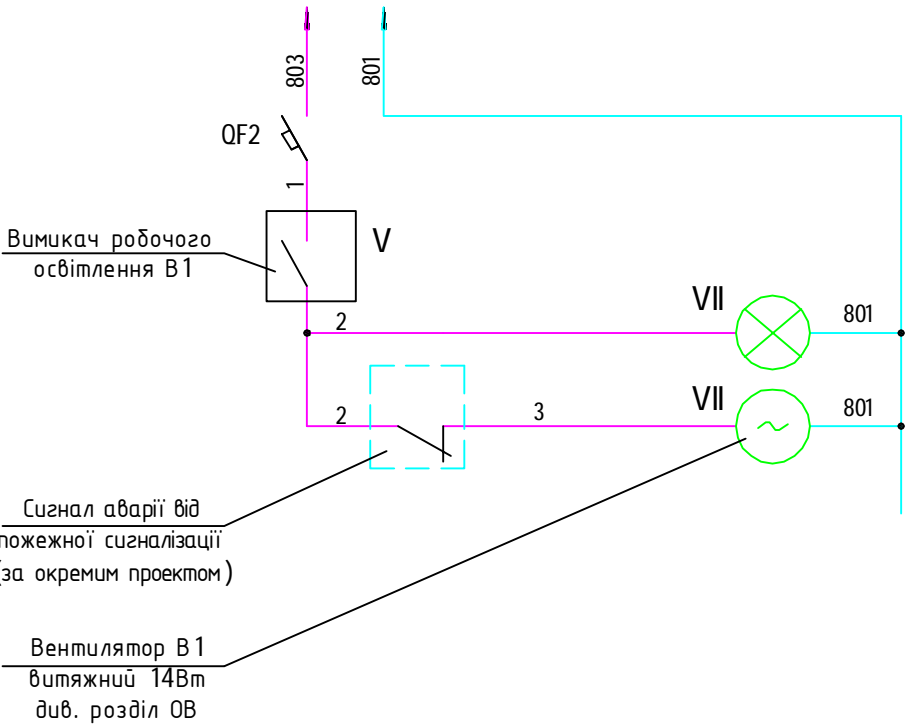 803
801
QF2
1
Вимикач робочого
освітлення В1
V
2
VII
801
2
3
VII
801
Сигнал аварії від
пожежної сигналізації
(за окремим проектом)
Вентилятор В1
витяжний 14Вт
див. розділ ОВ